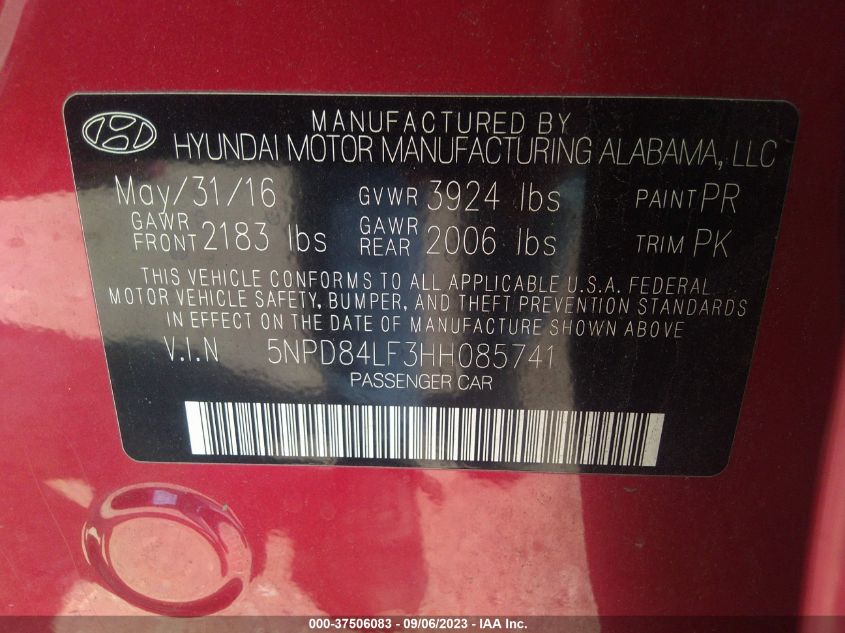 MANUFACTURED BY
HYUNDAI MOTOR MANUFACTURING ALABAMA, LLC
May/31/16 GVWR 3924 lbs PAINT PR
GAWR FRONT 2183 lbs GAWR REAR 2006 lbs TRIM PK
THIS VEHICLE CONFORMS TO ALL APPLICABLE U.S.A. FEDERAL
MOTOR VEHICLE SAFETY, BUMPER, AND THEFT PREVENTION STANDARDS
IN EFFECT ON THE DATE OF MANUFACTURE SHOWN ABOVE
V.I.N 5NPD84LF3HH085741
PASSENGER CAR
000-37506083 - 09/06/2023 - IAA Inc.